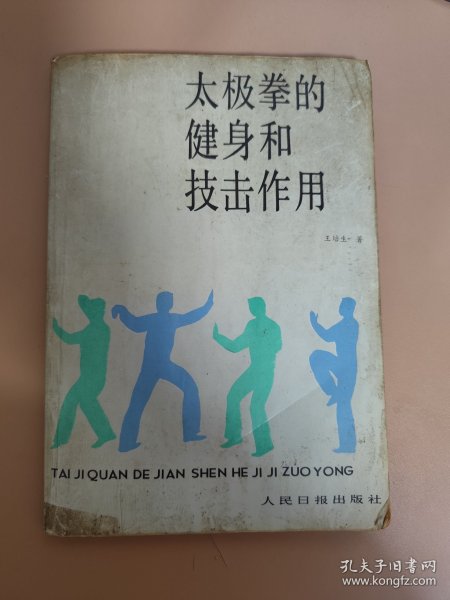 太极拳的
健身和
技击作用
王培生 著
TAI JI QUAN DE JIAN SHEN HE JI JI ZUO YONG
人民日报出版社
孔夫子旧书网
www.kongfz.com